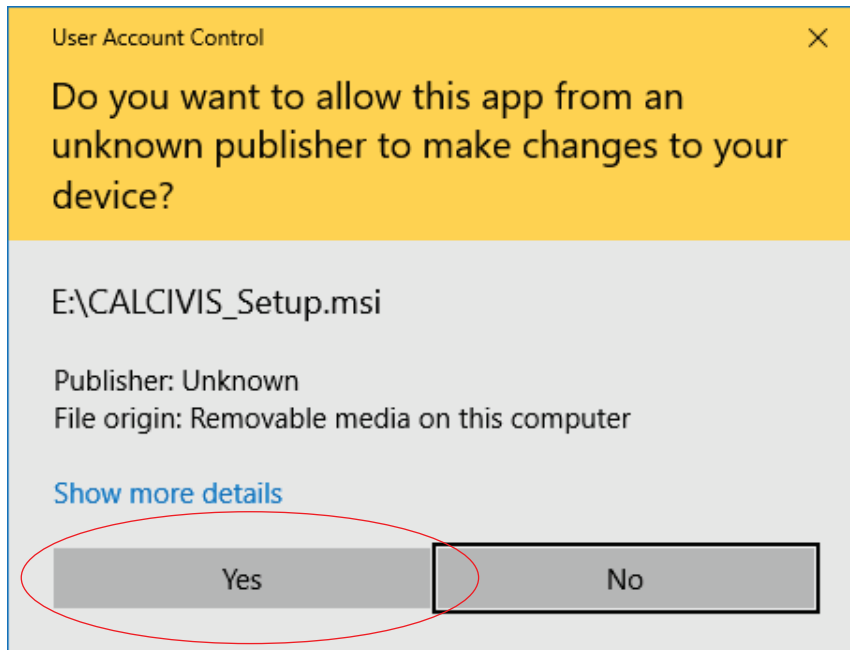 User Account Control
Do you want to allow this app from an
unknown publisher to make changes to your
device?
E:\CALCIVIS_Setup.msi
Publisher: Unknown
File origin: Removable media on this computer
Show more details
Yes No